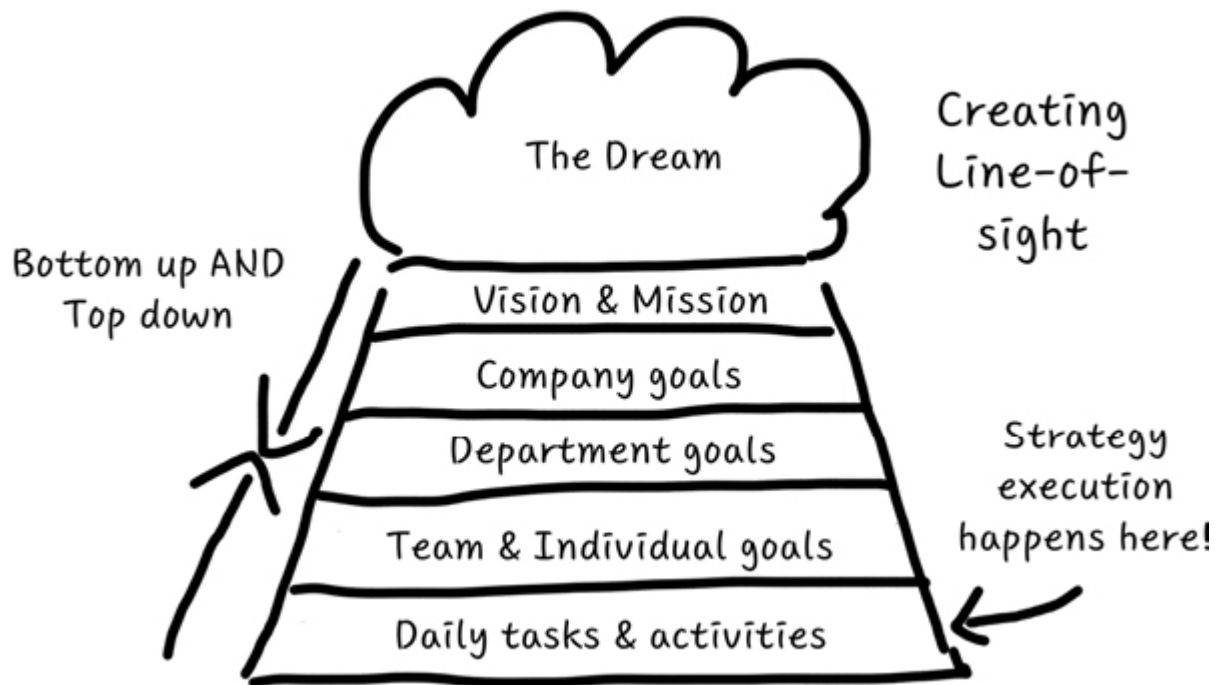 The Dream
Creating
Line-of-
sight
Bottom up AND
Top down
Vision & Mission
Company goals
Department goals
Team & Individual goals
Daily tasks & activities
Strategy
execution
happens here!